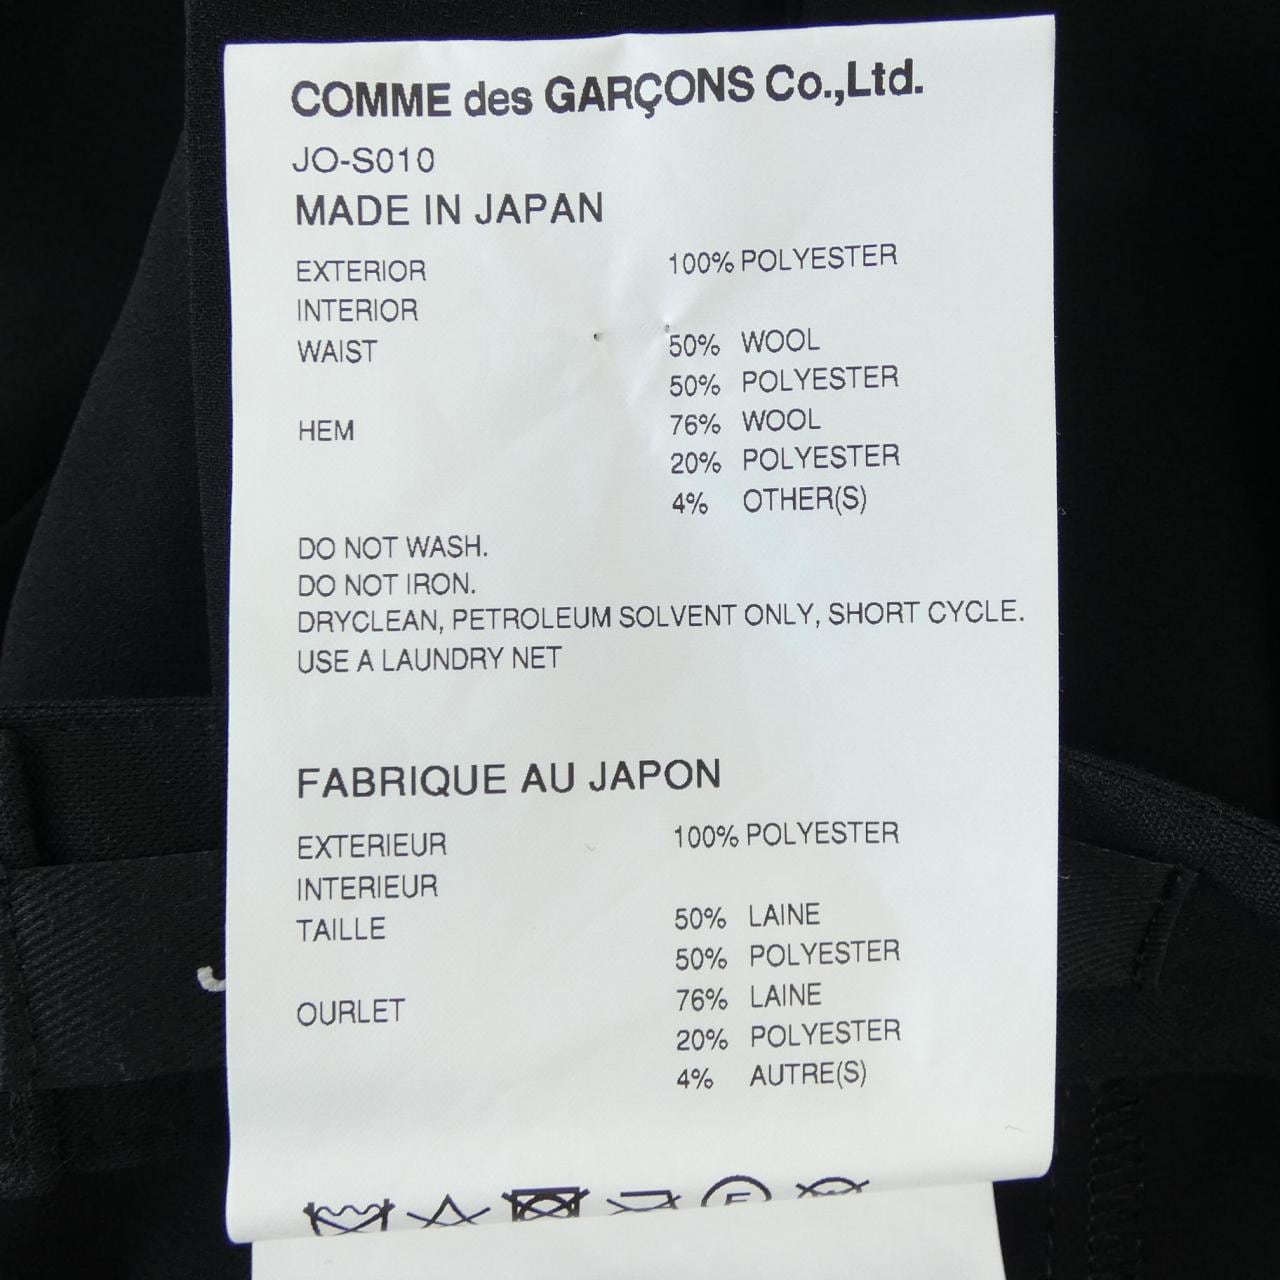 COMME des GARÇONS Co.,Ltd.
JO-S010
MADE IN JAPAN
EXTERIOR 100% POLYESTER
INTERIOR
WAIST 50% WOOL
50% POLYESTER
HEM 76% WOOL
20% POLYESTER
4% OTHER(S)
DO NOT WASH.
DO NOT IRON.
DRYCLEAN, PETROLEUM SOLVENT ONLY, SHORT CYCLE.
USE A LAUNDRY NET
FABRIQUE AU JAPON
EXTERIEUR 100% POLYESTER
INTERIEUR
TAILLE 50% LAINE
50% POLYESTER
OURLET 76% LAINE
20% POLYESTER
4% AUTRE(S)
F